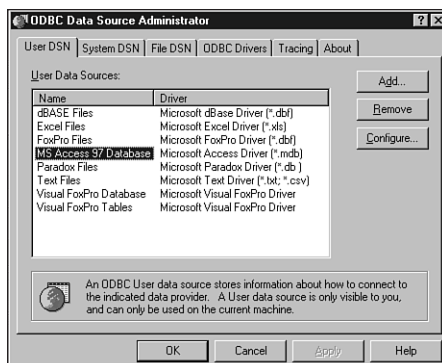 ODBC Data Source Administrator
User DSN System DSN File DSN ODBC Drivers Tracing About
User Data Sources:
Name Driver
dBASE Files Microsoft dBase Driver (*.dbf)
Excel Files Microsoft Excel Driver (*.xls)
FoxPro Files Microsoft FoxPro Driver (*.dbf)
MS Access 97 Database Microsoft Access Driver (*.mdb)
Paradox Files Microsoft Paradox Driver (*.db )
Text Files Microsoft Text Driver (*.txt; *.csv)
Visual FoxPro Database Microsoft Visual FoxPro Driver
Visual FoxPro Tables Microsoft Visual FoxPro Driver
Add...
Remove
Configure...
An ODBC User data source stores information about how to connect
to the indicated data provider. A User data source is only visible to you,
and can only be used on the current machine.
OK Cancel Apply Help